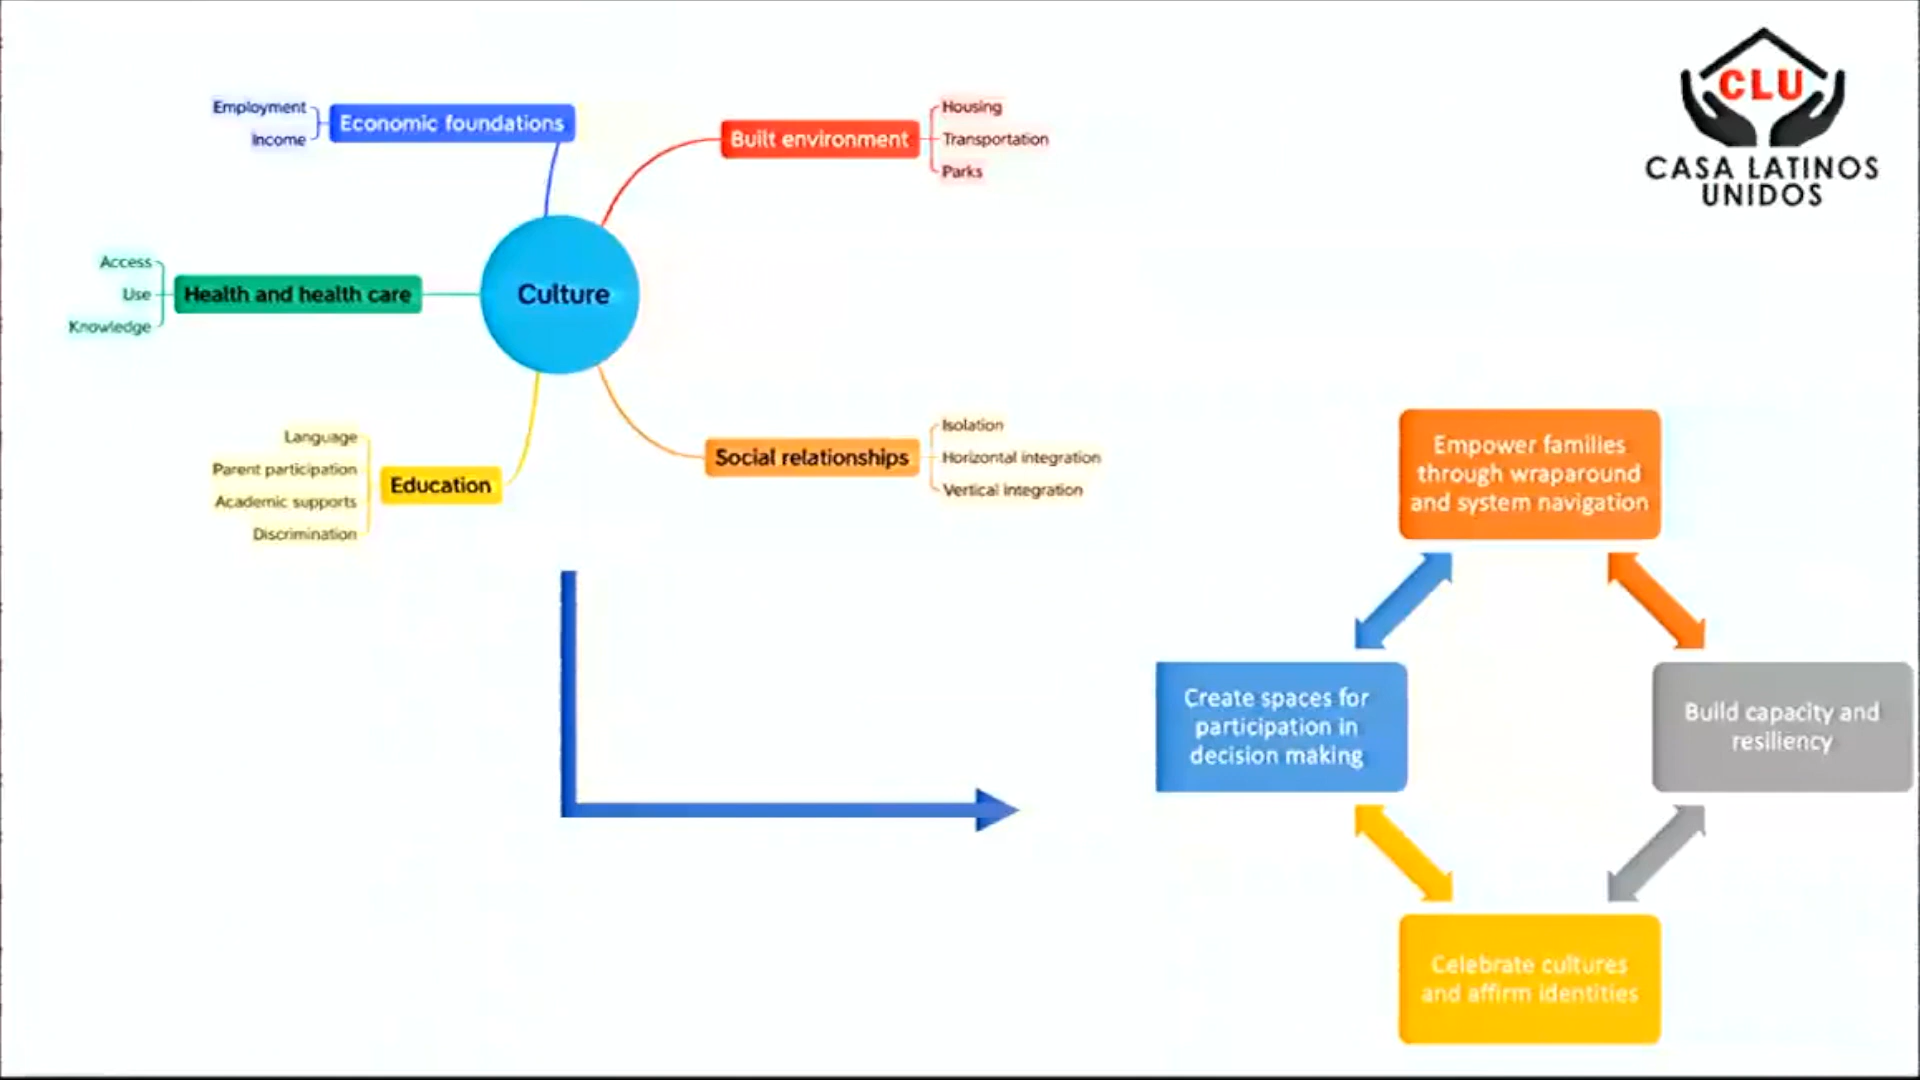 CLU
CASA LATINOS
UNIDOS
Employment
Income
Economic foundations
Built environment
Housing
Transportation
Parks
Access
Use
Knowledge
Health and health care
Culture
Language
Parent participation
Academic supports
Discrimination
Education
Social relationships
Isolation
Horizontal integration
Vertical integration
Empower families
through wraparound
and system navigation
Create spaces for
participation in
decision making
Build capacity and
resiliency
Celebrate cultures
and affirm identities